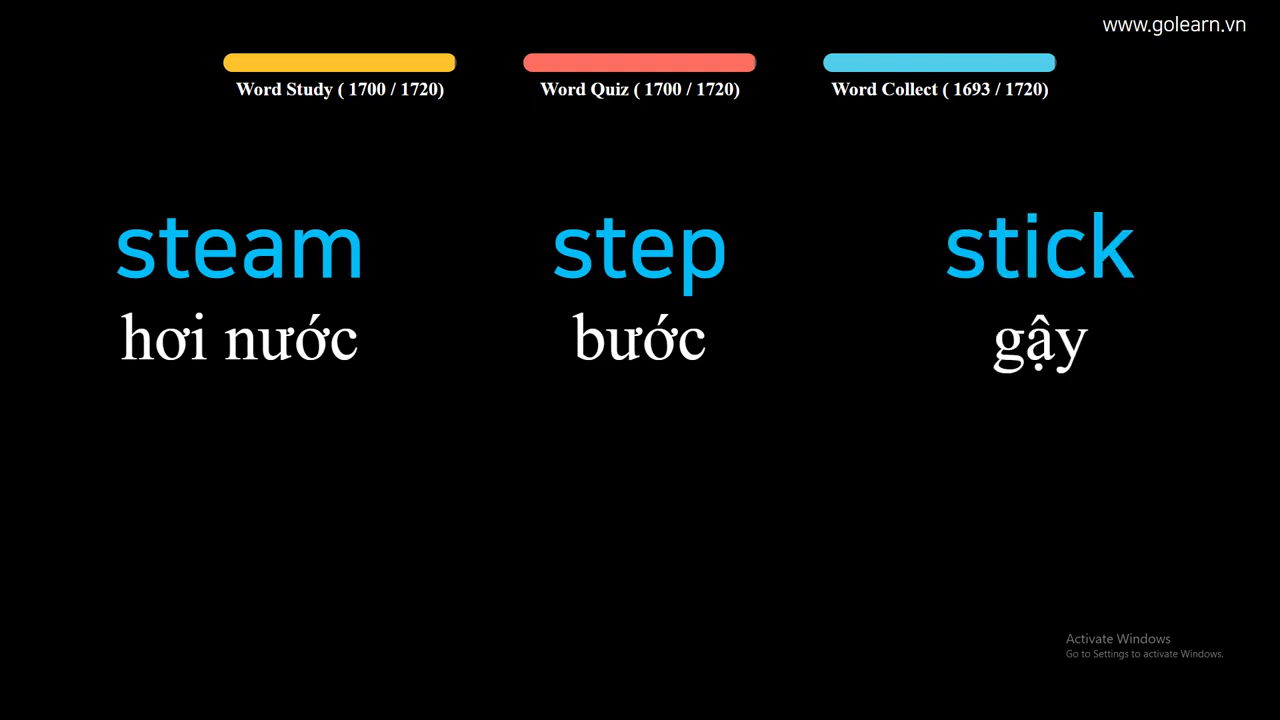 www.golearn.vn
Word Study ( 1700 / 1720)
Word Quiz ( 1700 / 1720)
Word Collect ( 1693 / 1720)
steam
hơi nước
step
bước
stick
gậy
Activate Windows
Go to Settings to activate Windows.